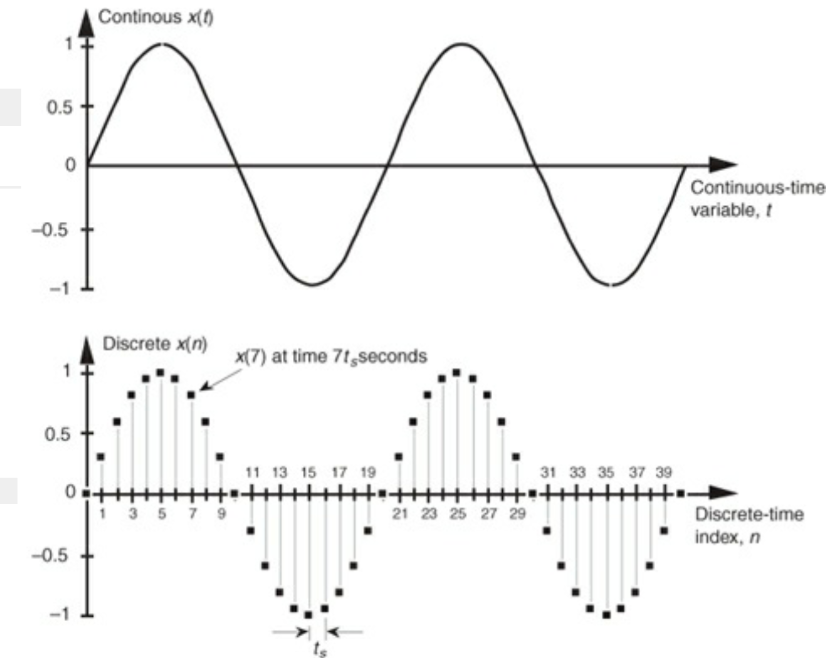 Continous x(t)
1
0.5
0
Continuous-time
variable, t
–0.5
–1
Discrete x(n)
x(7) at time 7tsseconds
1
0.5
11 13 15 17 19 31 33 35 37 39
0
1 3 5 7 9 21 23 25 27 29
Discrete-time
index, n
–0.5
–1
ts